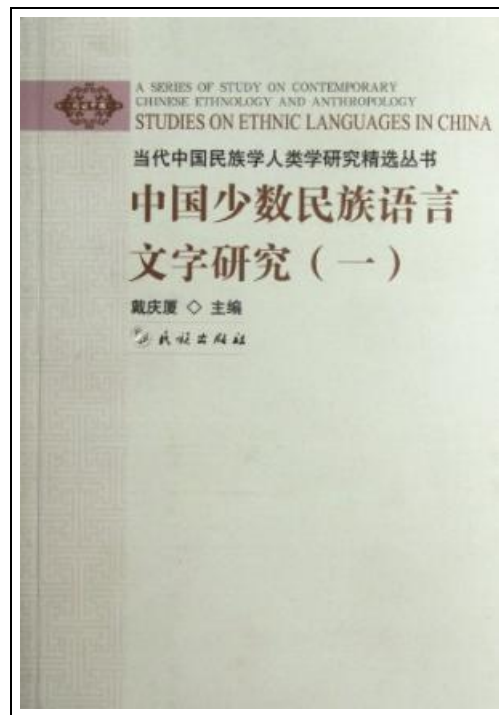 A SERIES OF STUDY ON CONTEMPORARY
CHINESE ETHNOLOGY AND ANTHROPOLOGY
STUDIES ON ETHNIC LANGUAGES IN CHINA
当代中国民族学人类学研究精选丛书
中国少数民族语言
文字研究（一）
戴庆厦 ◇ 主编
民族出版社